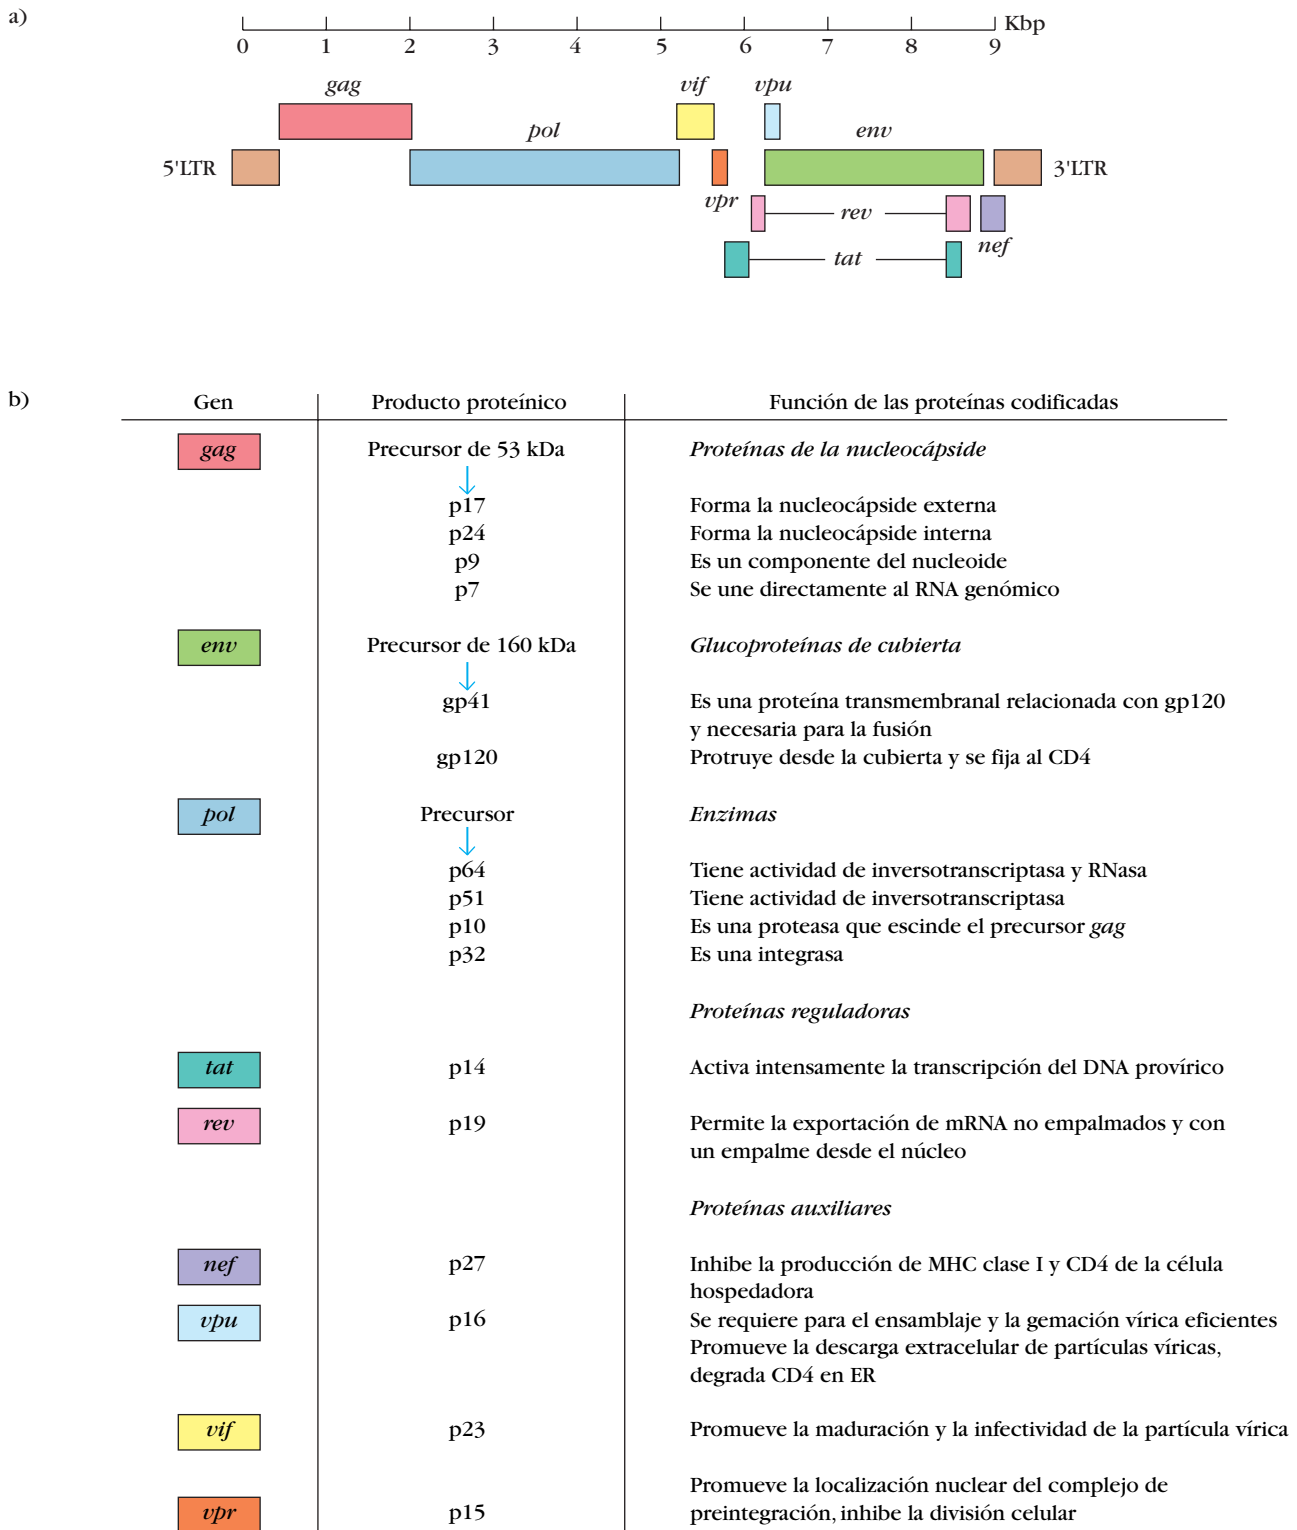 a)
Kbp
0 1 2 3 4 5 6 7 8 9
gag vif vpu
pol env
5'LTR 3'LTR
vpr rev nef
tat
b)
Gen Producto proteínico Función de las proteínas codificadas
gag Precursor de 53 kDa Proteínas de la nucleocápside
p17 Forma la nucleocápside externa
p24 Forma la nucleocápside interna
p9 Es un componente del nucleoide
p7 Se une directamente al RNA genómico
env Precursor de 160 kDa Glucoproteínas de cubierta
gp41 Es una proteína transmembranal relacionada con gp120
y necesaria para la fusión
gp120 Protruye desde la cubierta y se fija al CD4
pol Precursor Enzimas
p64 Tiene actividad de inversotranscriptasa y RNasa
p51 Tiene actividad de inversotranscriptasa
p10 Es una proteasa que escinde el precursor gag
p32 Es una integrasa
Proteínas reguladoras
tat p14 Activa intensamente la transcripción del DNA provírico
rev p19 Permite la exportación de mRNA no empalmados y con
un empalme desde el núcleo
Proteínas auxiliares
nef p27 Inhibe la producción de MHC clase I y CD4 de la célula
hospedadora
vpu p16 Se requiere para el ensamblaje y la gemación vírica eficientes
Promueve la descarga extracelular de partículas víricas,
degrada CD4 en ER
vif p23 Promueve la maduración y la infectividad de la partícula vírica
Promueve la localización nuclear del complejo de
vpr p15 preintegración, inhibe la división celular